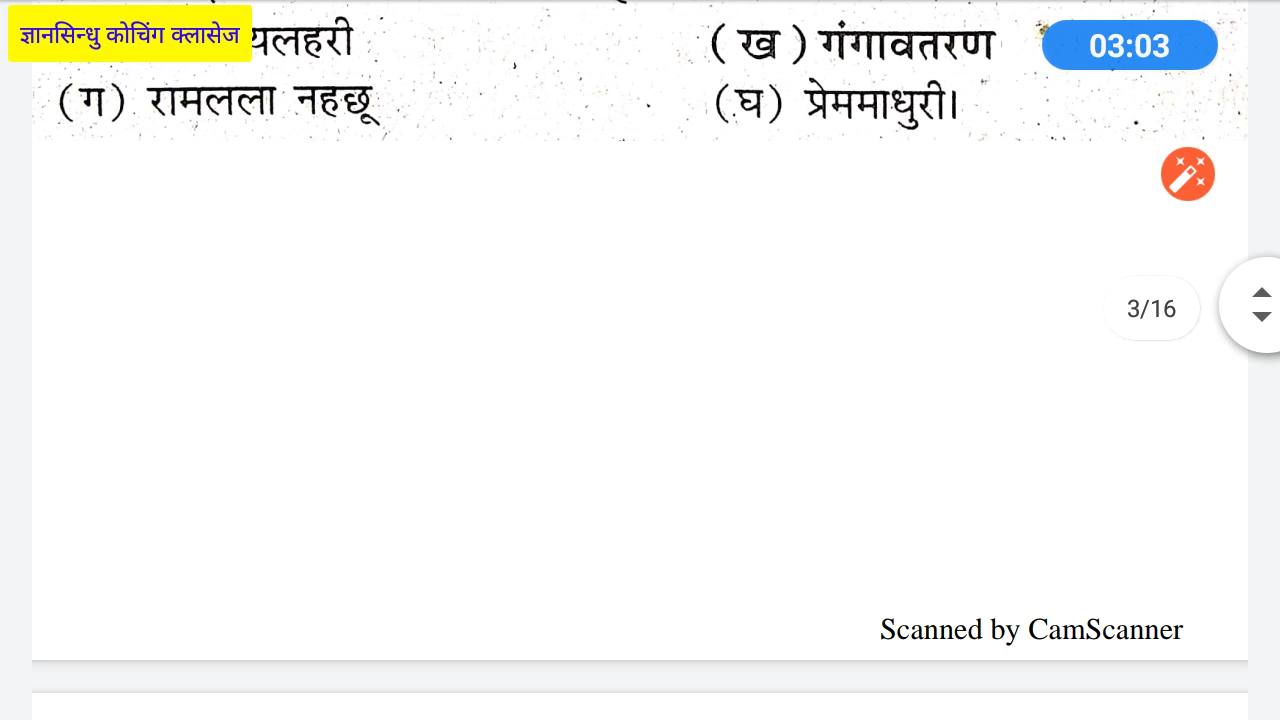 ज्ञानसिन्धु कोचिंग क्लासेज
यलहरी
( ख ) गंगावतरण
03:03
(ग) रामलला नहछू
(घ) प्रेममाधुरी।
3/16
Scanned by CamScanner